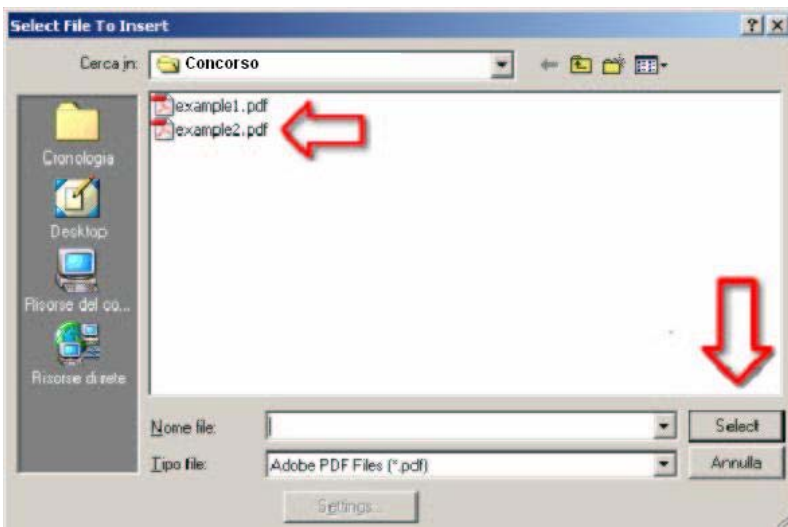 Select File To Insert
Cerca in: Concorso
example1.pdf
example2.pdf
Cronologia
Desktop
Risorse del co...
Risorse di rete
Nome file:
Select
Tipo file: Adobe PDF Files (*.pdf)
Annulla
Settings...